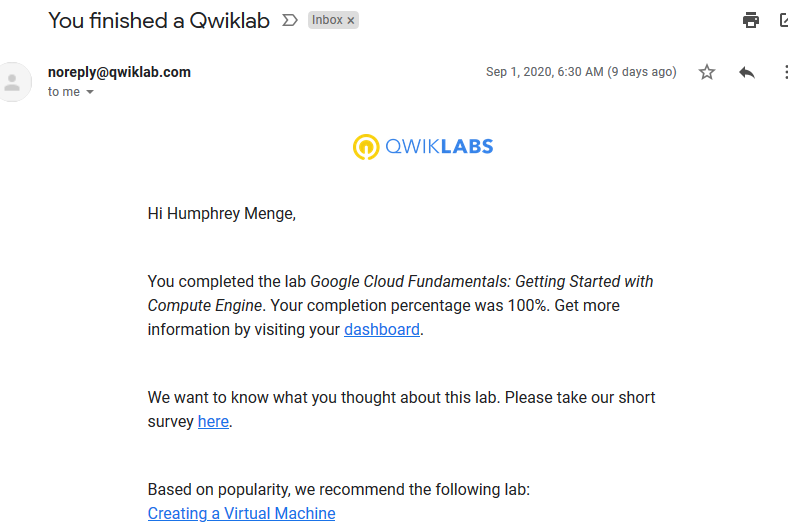 You finished a Qwiklab Inbox x
noreply@qwiklab.com Sep 1, 2020, 6:30 AM (9 days ago)
to me
QWIKLABS
Hi Humphrey Menge,
You completed the lab Google Cloud Fundamentals: Getting Started with
Compute Engine. Your completion percentage was 100%. Get more
information by visiting your dashboard.
We want to know what you thought about this lab. Please take our short
survey here.
Based on popularity, we recommend the following lab:
Creating a Virtual Machine